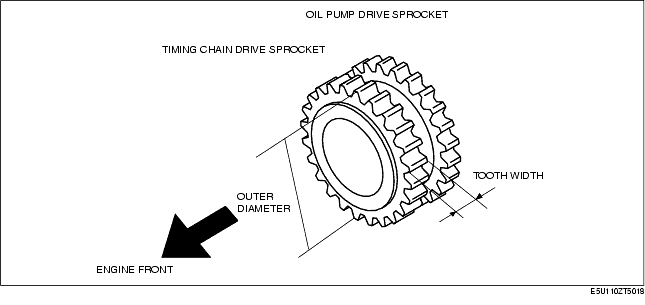 OIL PUMP DRIVE SPROCKET
TIMING CHAIN DRIVE SPROCKET
TOOTH WIDTH
OUTER
DIAMETER
ENGINE FRONT
E5U110ZT5018